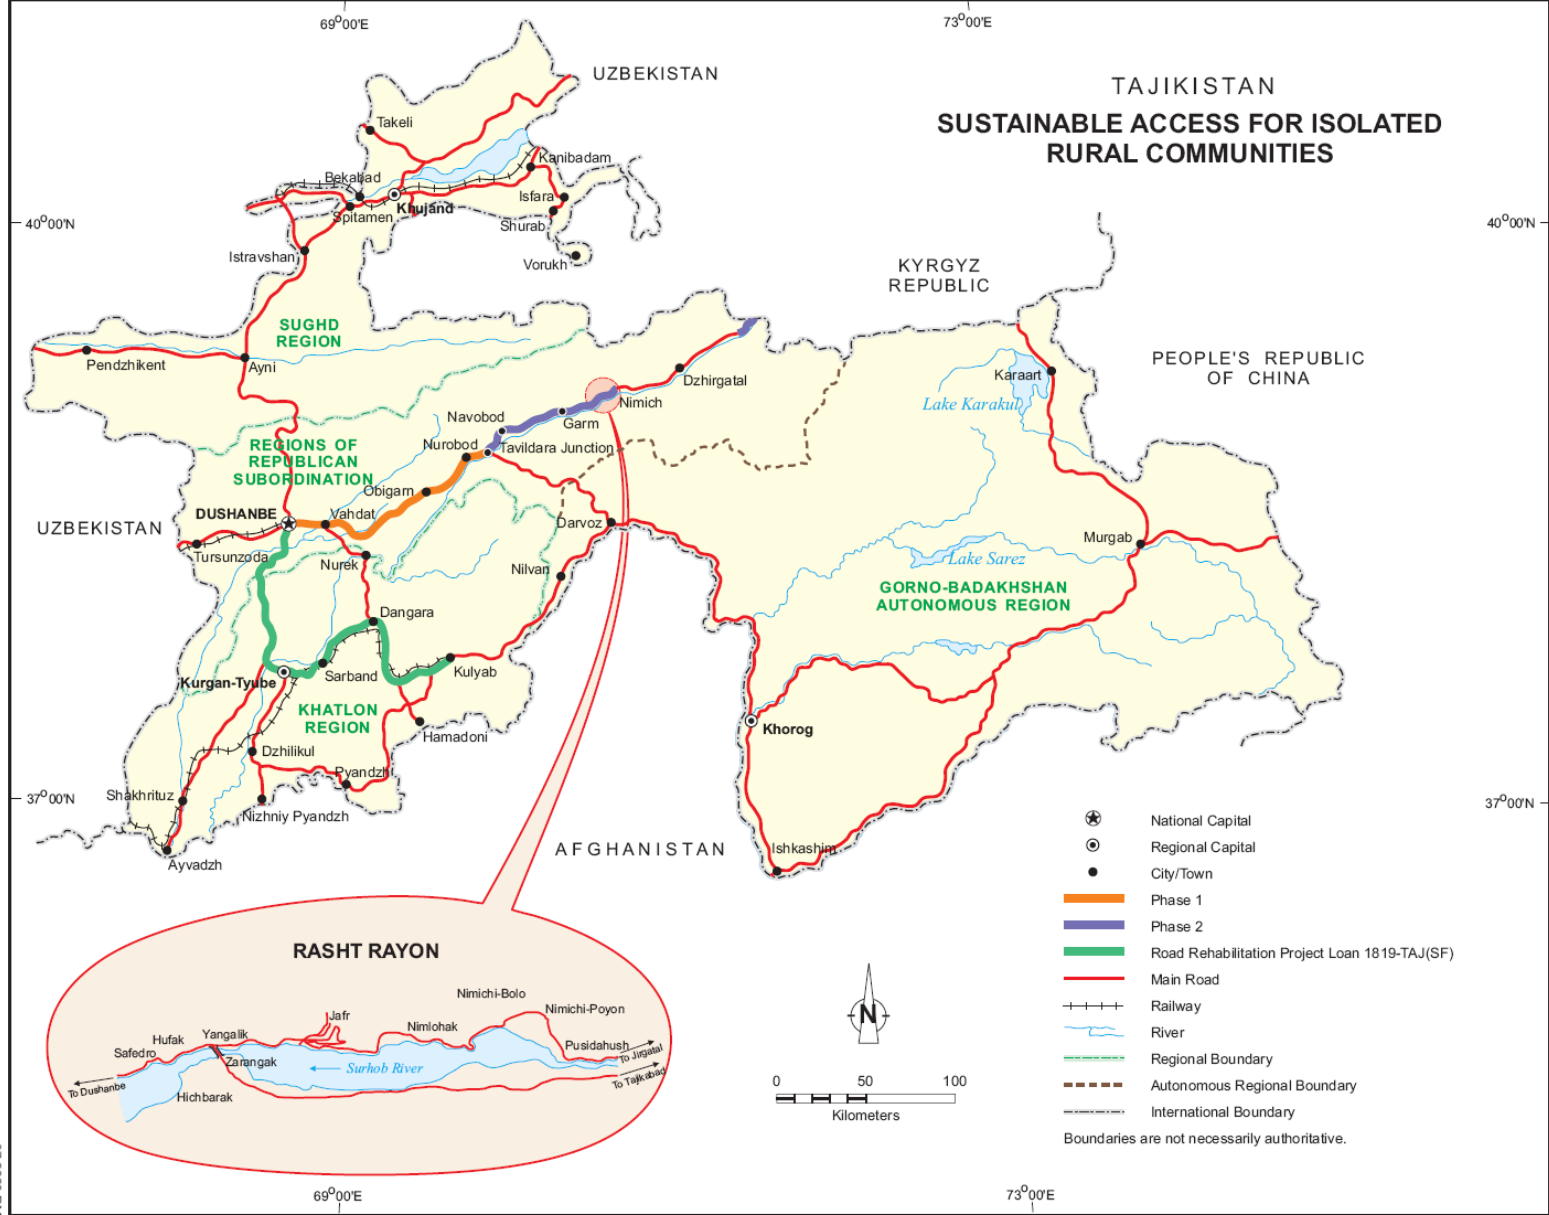 69°00'E
73°00'E
TAJIKISTAN
SUSTAINABLE ACCESS FOR ISOLATED
RURAL COMMUNITIES
UZBEKISTAN
Takeli
Kanibadam
Bekabad
Isfara
Khujand
Spitamen
Shurab
40°00'N
40°00'N
Istravshan
Vorukh
KYRGYZ
REPUBLIC
SUGHD
REGION
PEOPLE'S REPUBLIC
OF CHINA
Pendzhikent
Ayni
Dzhirgatal
Karaart
Nimich
Lake Karakul
Navobod
Garm
Nurobod
Tavildara Junction
REGIONS OF
REPUBLICAN
SUBORDINATION
Obigarm
DUSHANBE
Vahdat
Darvoz
UZBEKISTAN
Tursunzoda
Nurek
Nilvan
Murgab
Lake Sarez
GORNO-BADAKHSHAN
AUTONOMOUS REGION
Dangara
Kurgan-Tyube
Sarband
Kulyab
KHATLON
REGION
Hamadoni
Khorog
Dzhilikul
Pyandzh
Shakhrituz
Nizhniy Pyandzh
37°00'N
37°00'N
Ayvadzh
AFGHANISTAN
Ishkashim
National Capital
Regional Capital
City/Town
Phase 1
Phase 2
Road Rehabilitation Project Loan 1819-TAJ(SF)
Main Road
Railway
River
Regional Boundary
Autonomous Regional Boundary
International Boundary
Boundaries are not necessarily authoritative.
RASHT RAYON
Nimichi-Bolo
Nimichi-Poyon
Jafr
Nimlohak
Yangalik
Hufak
Safedro
Pusidahush
To Jirgatal
Zarangak
Surhob River
To Tajikabad
To Dushanbe
Hichbarak
N
0 50 100
Kilometers
69°00'E
73°00'E